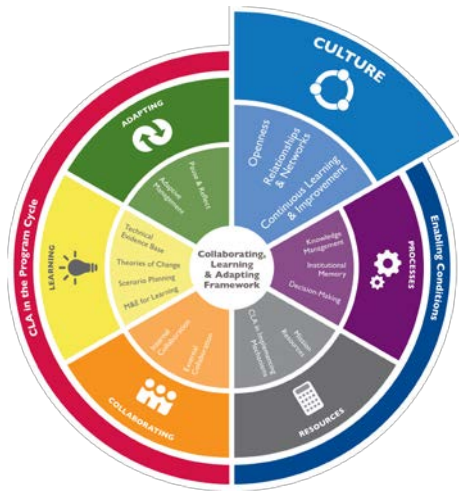 CULTURE
Openness
Relationships
& Networks
Continuous Learning
& Improvement
Enabling Conditions
PROCESSES
Knowledge
Management
Institutional
Memory
Decision-Making
RESOURCES
Mission
Resources
CLA in Implementing
Mechanisms
COLLABORATING
Internal
Collaboration
External
Collaboration
LEARNING
Technical
Evidence Base
Theories of Change
Scenario Planning
M&E for Learning
ADAPTING
Pause & Reflect
Adaptive
Management
CLA in the Program Cycle
Collaborating,
Learning
& Adapting
Framework